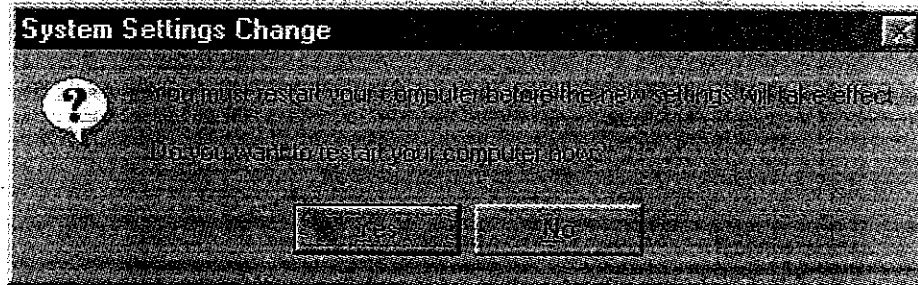 System Settings Change
You must restart your computer before the new settings will take effect.
Do you want to restart your computer now?
Yes
No